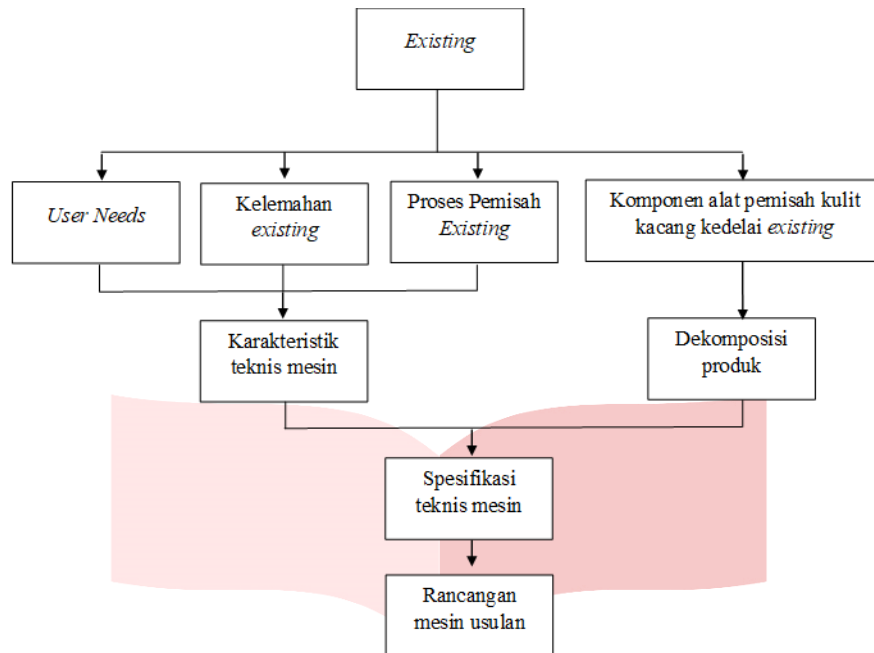 Existing
User Needs
Kelemahan
existing
Proses Pemisah
Existing
Komponen alat pemisah kulit
kacang kedelai existing
Karakteristik
teknis mesin
Dekomposisi
produk
Spesifikasi
teknis mesin
Rancangan
mesin usulan